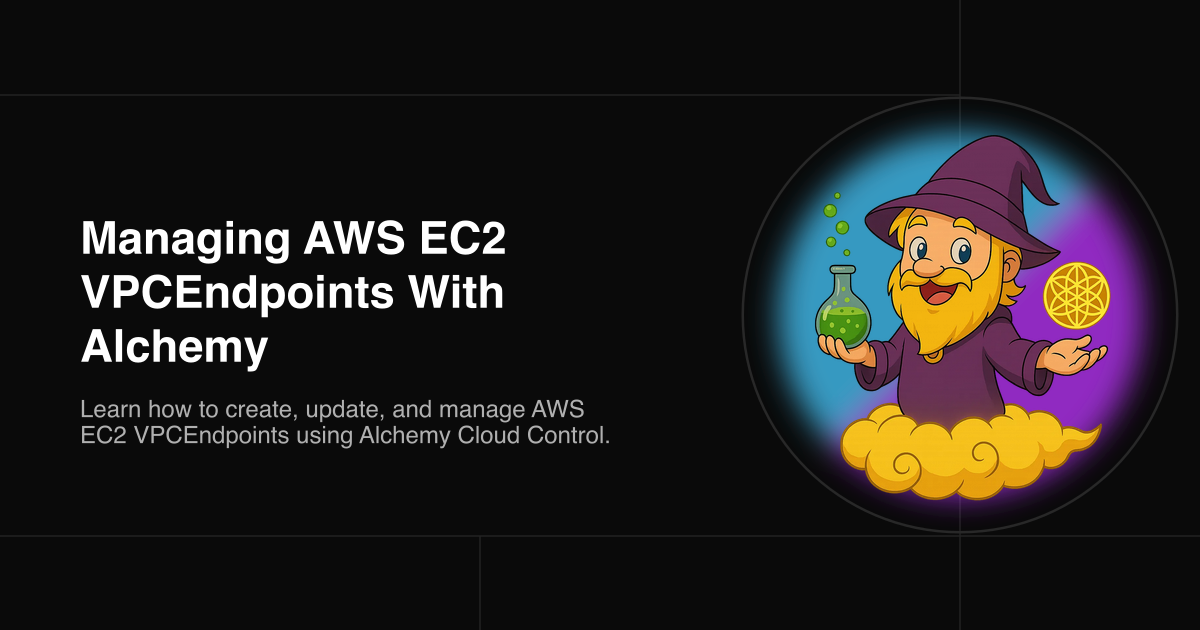 Managing AWS EC2
VPCEndpoints With
Alchemy
Learn how to create, update, and manage AWS
EC2 VPCEndpoints using Alchemy Cloud Control.